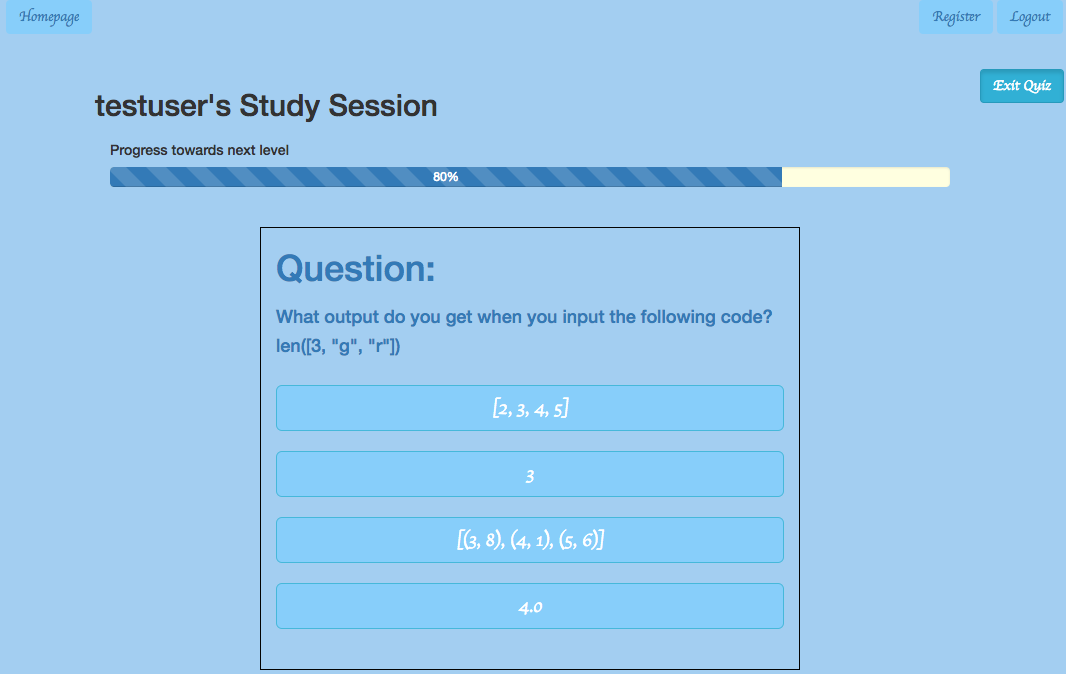 Homepage
Register
Logout
Exit Quiz
testuser's Study Session
Progress towards next level
80%
Question:
What output do you get when you input the following code?
len([3, "g", "r"])
[2, 3, 4, 5]
3
[(3, 8), (4, 1), (5, 6)]
4.0